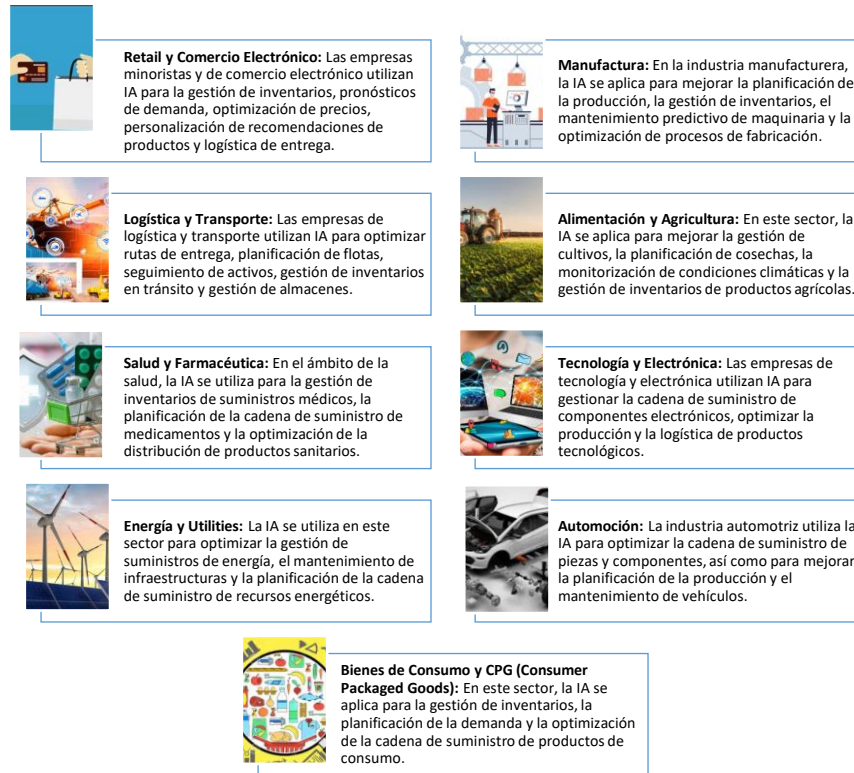 Retail y Comercio Electrónico: Las empresas
minoristas y de comercio electrónico utilizan
IA para la gestión de inventarios, pronósticos
de demanda, optimización de precios,
personalización de recomendaciones de
productos y logística de entrega.
Manufactura: En la industria manufacturera,
la IA se aplica para mejorar la planificación de
la producción, la gestión de inventarios, el
mantenimiento predictivo de maquinaria y la
optimización de procesos de fabricación.
Logística y Transporte: Las empresas de
logística y transporte utilizan IA para optimizar
rutas de entrega, planificación de flotas,
seguimiento de activos, gestión de inventarios
en tránsito y gestión de almacenes.
Alimentación y Agricultura: En este sector, la
IA se aplica para mejorar la gestión de
cultivos, la planificación de cosechas, la
monitorización de condiciones climáticas y la
gestión de inventarios de productos agrícolas.
Salud y Farmacéutica: En el ámbito de la
salud, la IA se utiliza para la gestión de
inventarios de suministros médicos, la
planificación de la cadena de suministro de
medicamentos y la optimización de la
distribución de productos sanitarios.
Tecnología y Electrónica: Las empresas de
tecnología y electrónica utilizan IA para
gestionar la cadena de suministro de
componentes electrónicos, optimizar la
producción y la logística de productos
tecnológicos.
Energía y Utilities: La IA se utiliza en este
sector para optimizar la gestión de
suministros de energía, el mantenimiento de
infraestructuras y la planificación de la cadena
de suministro de recursos energéticos.
Automoción: La industria automotriz utiliza la
IA para optimizar la cadena de suministro de
piezas y componentes, así como para mejorar
la planificación de la producción y el
mantenimiento de vehículos.
Bienes de Consumo y CPG (Consumer
Packaged Goods): En este sector, la IA se
aplica para la gestión de inventarios, la
planificación de la demanda y la optimización
de la cadena de suministro de productos de
consumo.